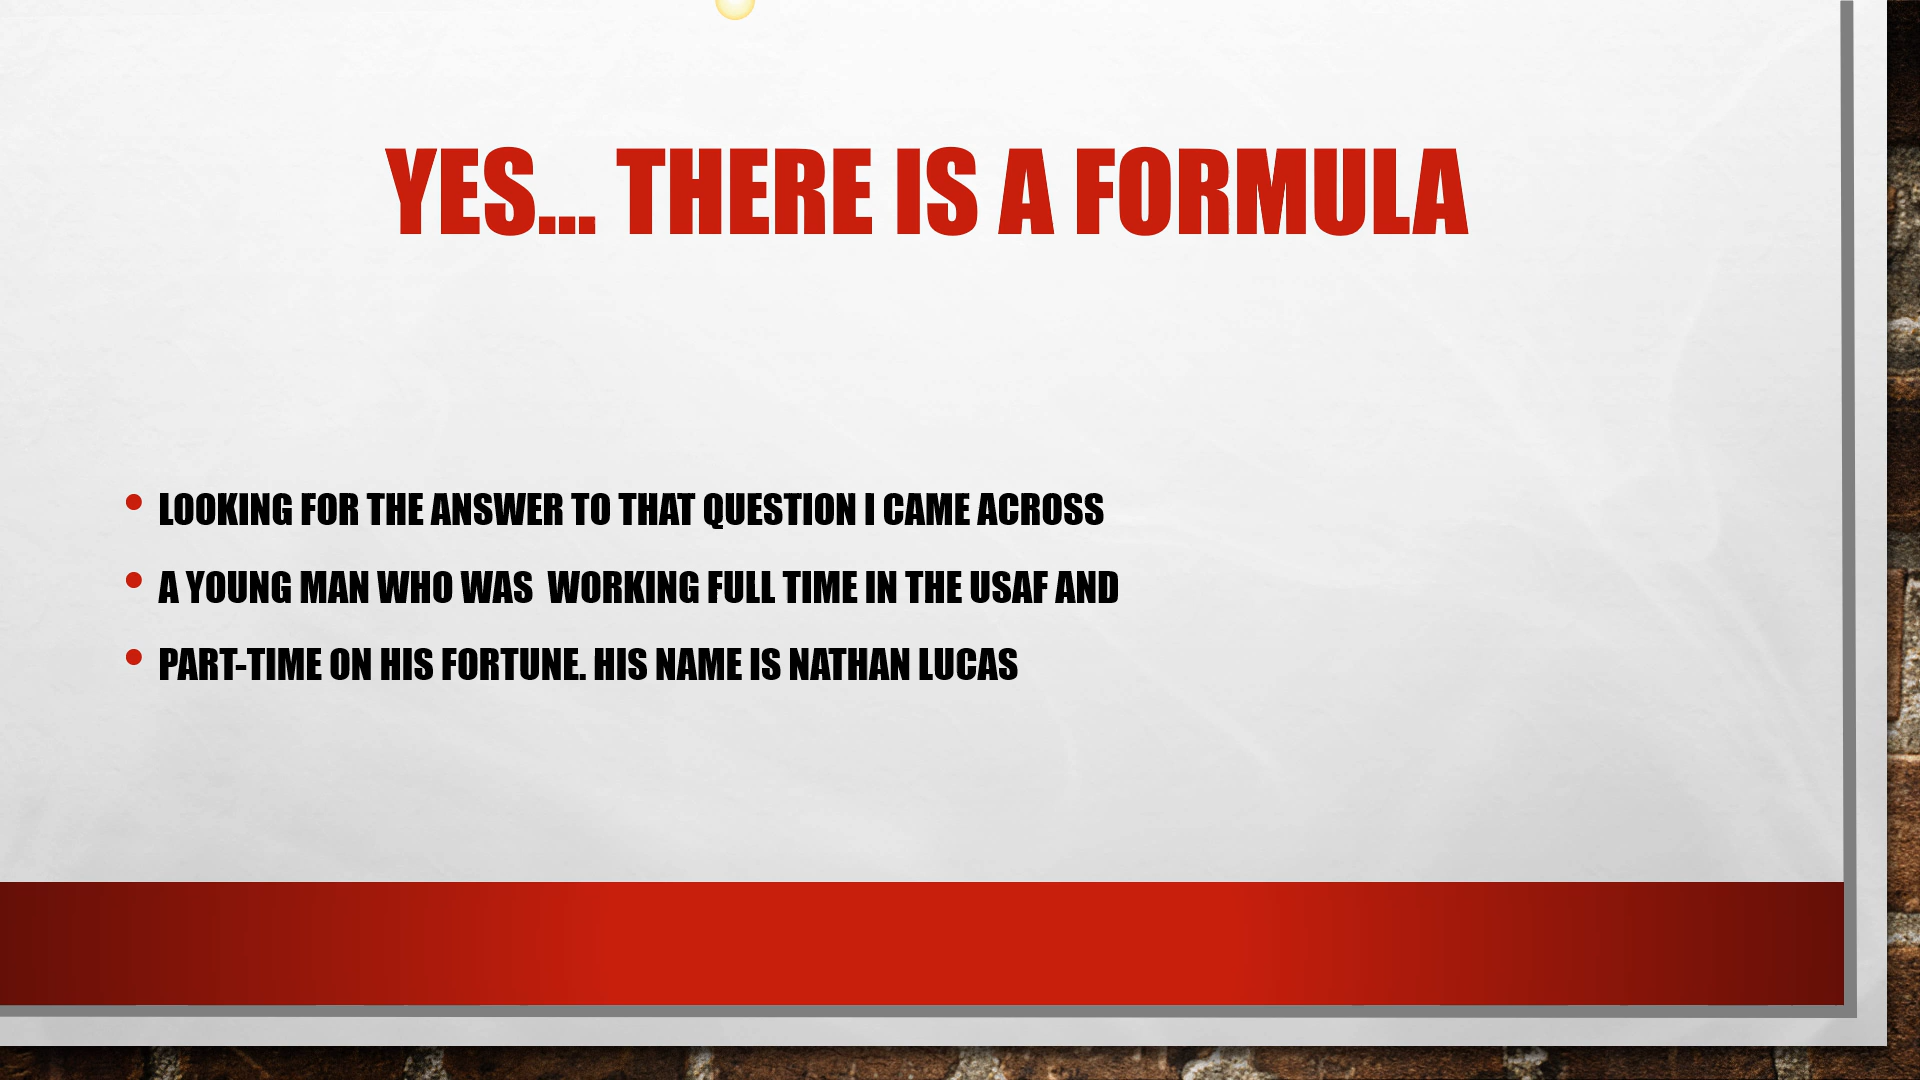 YES... THERE IS A FORMULA
• LOOKING FOR THE ANSWER TO THAT QUESTION I CAME ACROSS
• A YOUNG MAN WHO WAS  WORKING FULL TIME IN THE USAF AND
• PART-TIME ON HIS FORTUNE. HIS NAME IS NATHAN LUCAS